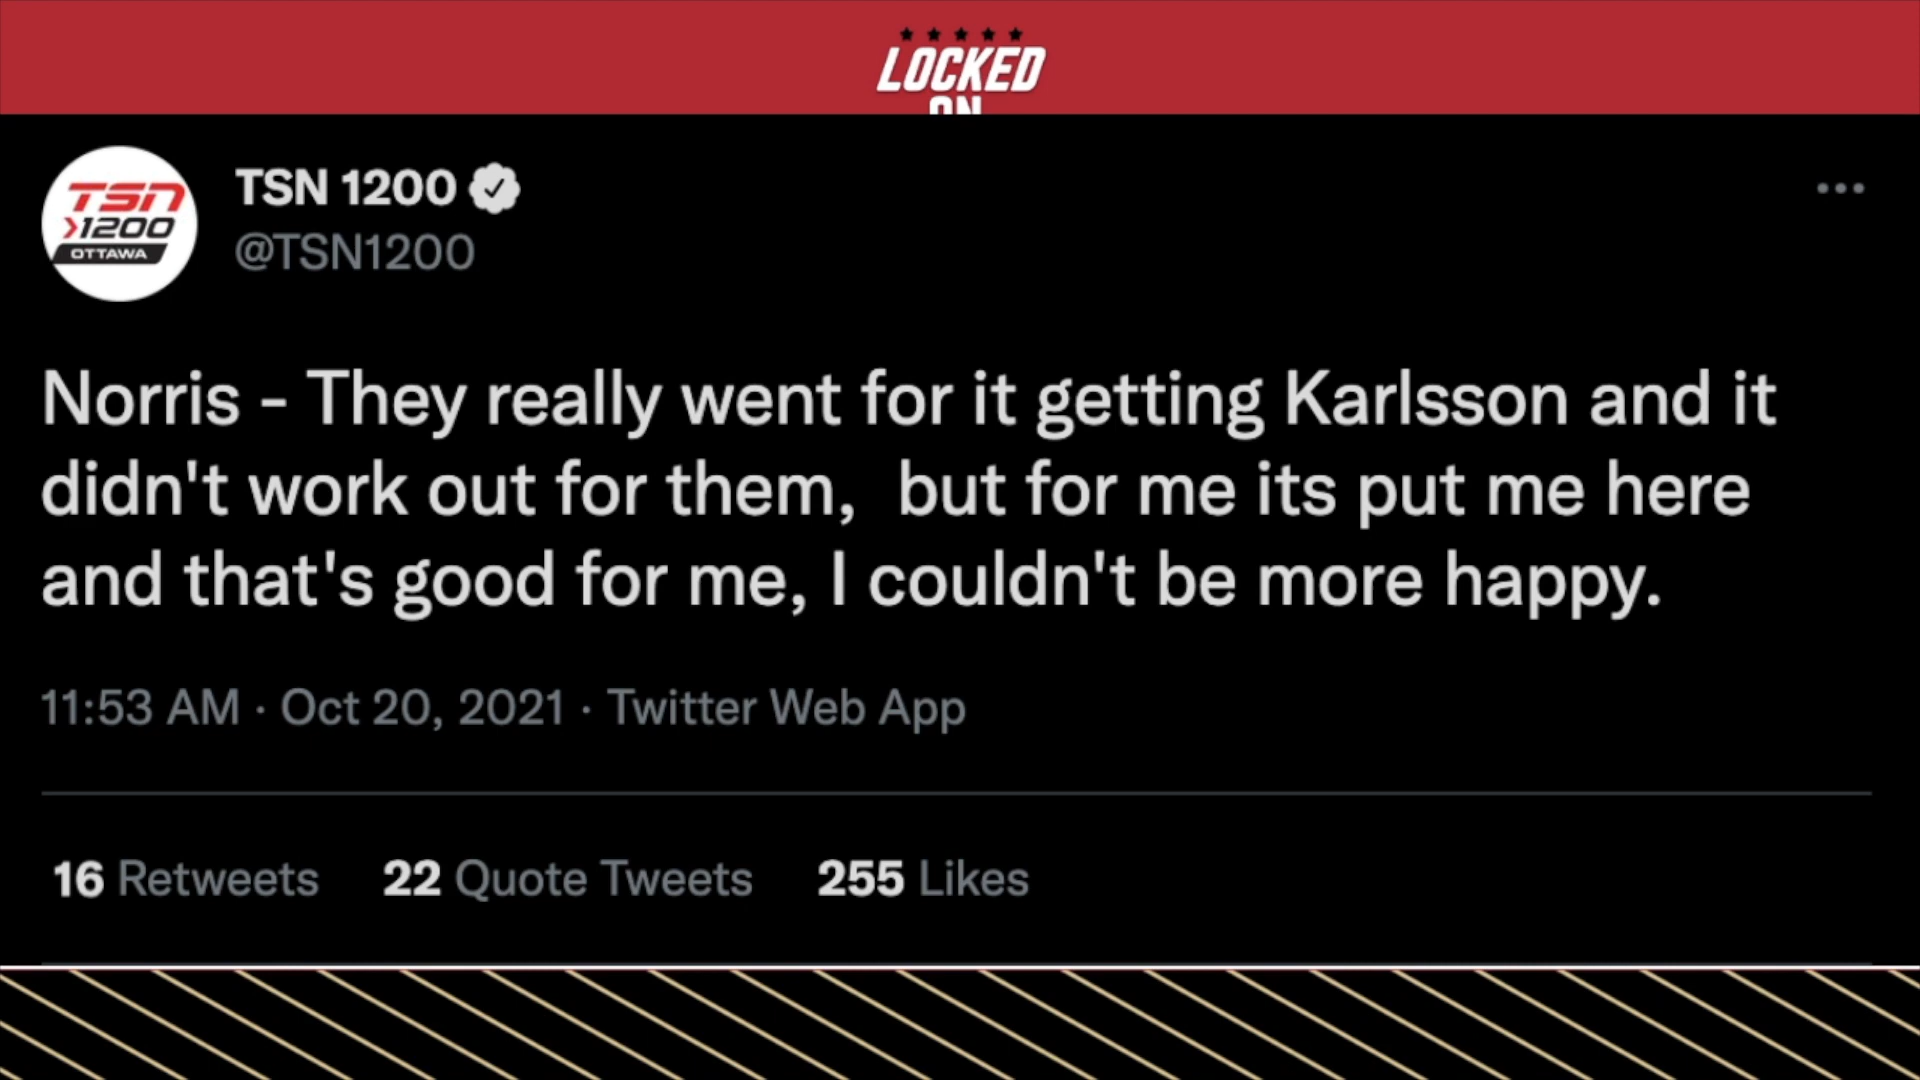 LOCKED
ON
TSN
1200
OTTAWA
TSN 1200
@TSN1200
Norris - They really went for it getting Karlsson and it
didn't work out for them,  but for me its put me here
and that's good for me, I couldn't be more happy.
11:53 AM · Oct 20, 2021 · Twitter Web App
16 Retweets 22 Quote Tweets 255 Likes